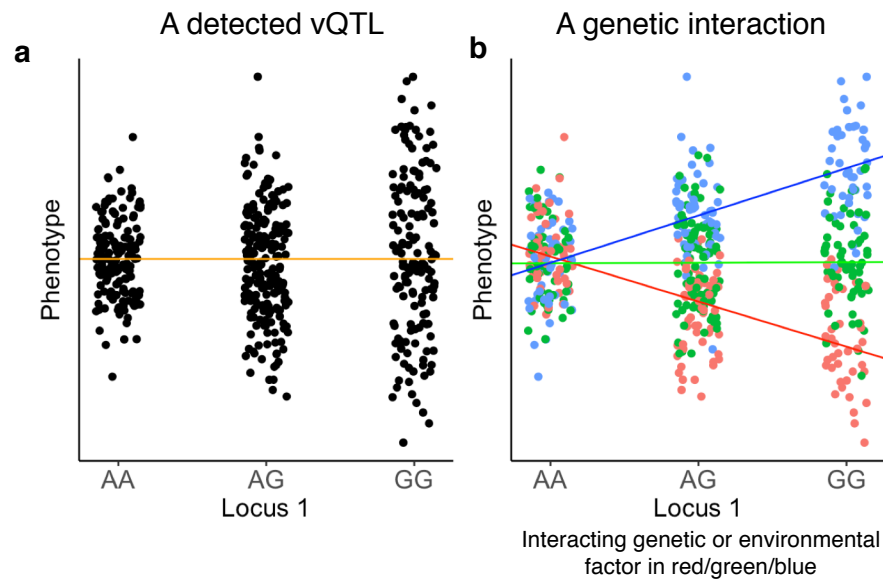 A detected vQTL
a
Phenotype
AA
AG
GG
Locus 1
A genetic interaction
b
Phenotype
AA
AG
GG
Locus 1
Interacting genetic or environmental
factor in red/green/blue